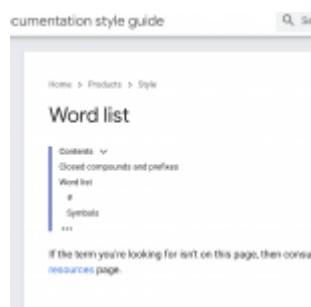 cumentation style guide
Se
Home > Products > Style
Word list
Contents
Closed compounds and prefixes
Word list
#
Symbols
...
If the term you're looking for isn't on this page, then consu
resources page.